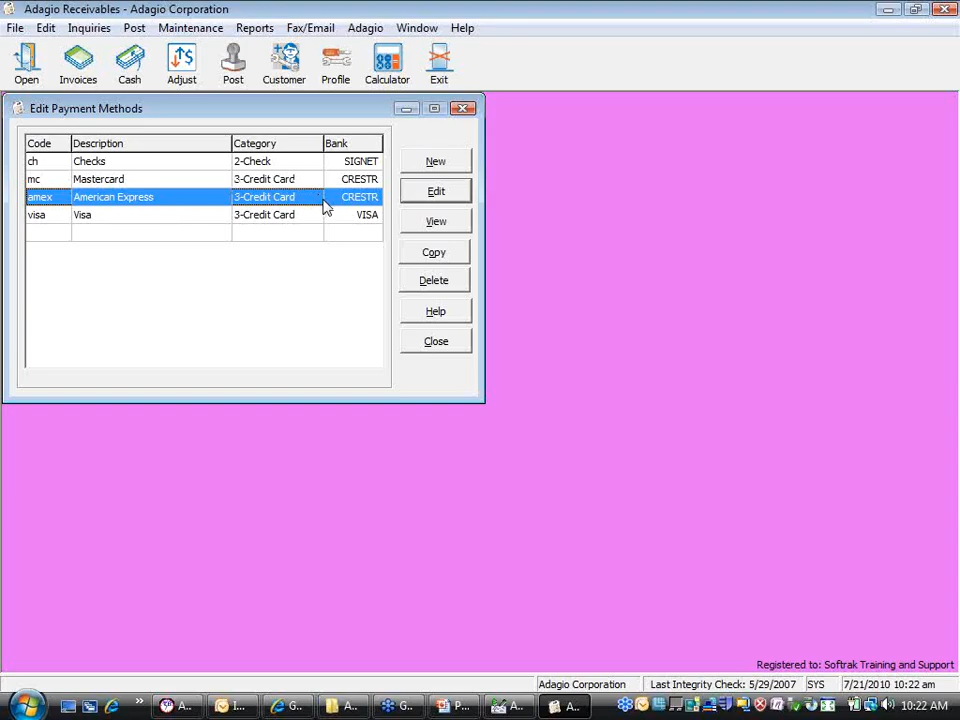 Adagio Receivables - Adagio Corporation
File Edit Inquiries Post Maintenance Reports Fax/Email Adagio Window Help
Open Invoices Cash Adjust Post Customer Profile Calculator Exit
Edit Payment Methods
Code Description Category Bank
ch Checks 2-Check SIGNET
mc Mastercard 3-Credit Card CRESTR
amex American Express 3-Credit Card CRESTR
visa Visa 3-Credit Card VISA
New
Edit
View
Copy
Delete
Help
Close
Registered to: Softrak Training and Support
Adagio Corporation Last Integrity Check: 5/29/2007 SYS 7/21/2010 10:22 am
A... I... G... A... G... P... A... A... 10:22 AM